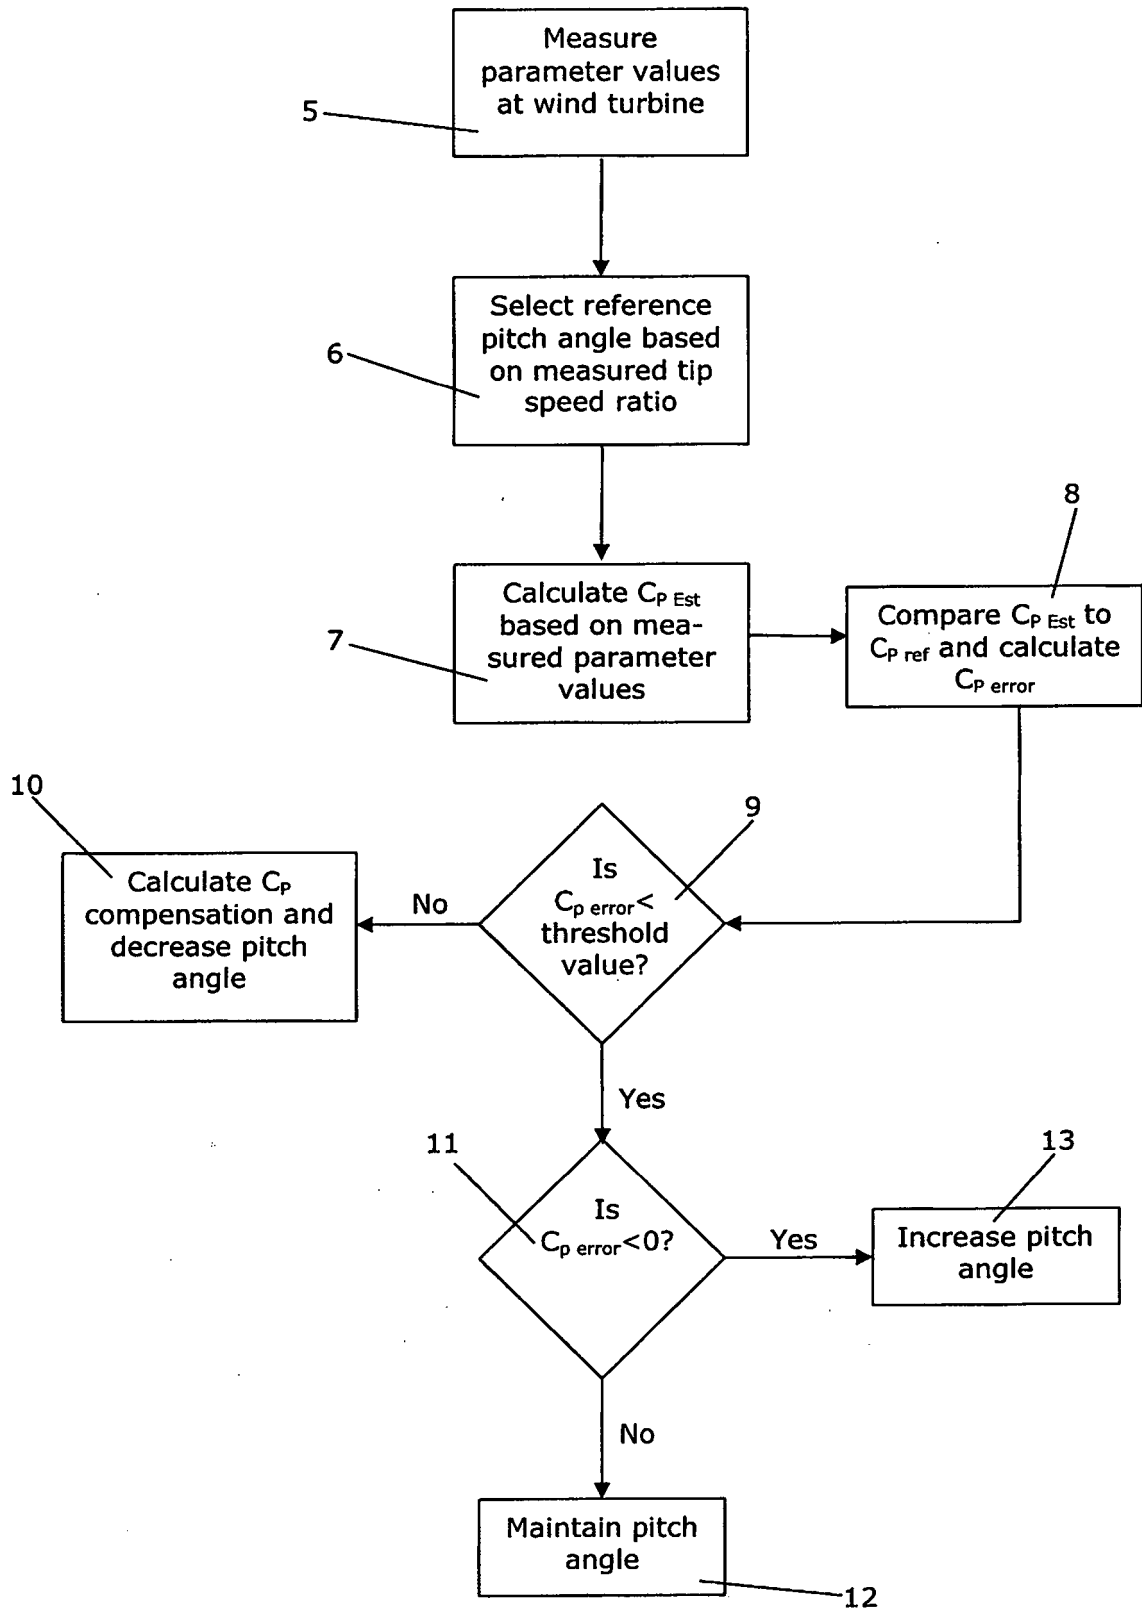 Measure
parameter values
at wind turbine
5
Select reference
pitch angle based
on measured tip
speed ratio
6
8
Calculate CP Est
based on mea-
sured parameter
values
7
Compare CP Est to
CP ref and calculate
CP error
10
9
Calculate CP
compensation and
decrease pitch
angle
No
Is
Cp error<
threshold
value?
Yes
11
13
Is
Cp error<0?
Yes
Increase pitch
angle
No
Maintain pitch
angle
12